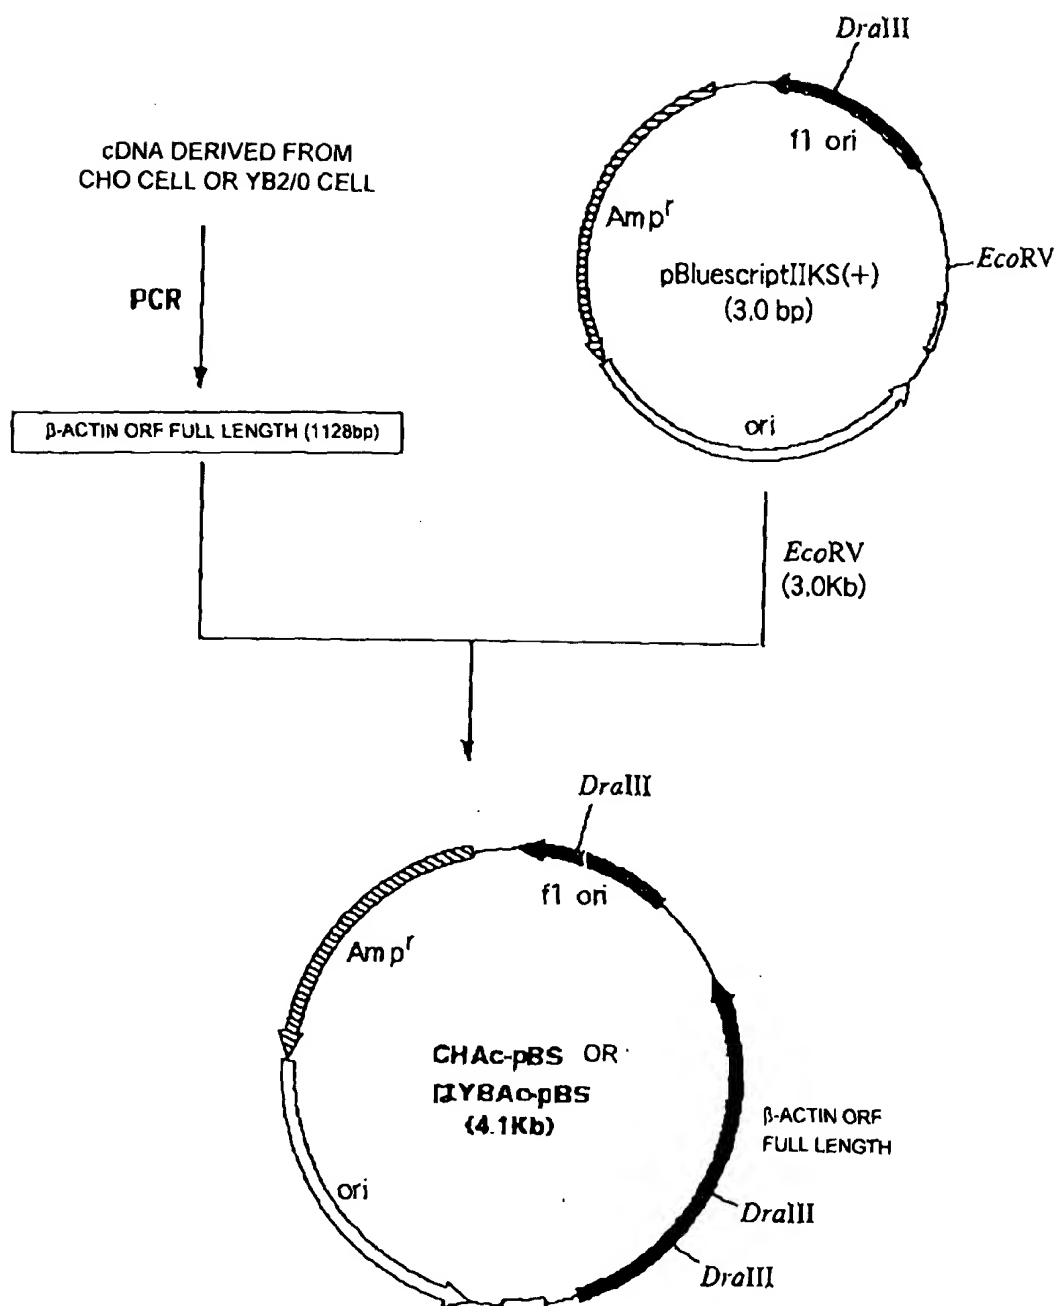 DraIII
cDNA DERIVED FROM
CHO CELL OR YB2/0 CELL
f1 ori
Ampr
EcoRV
pBluescriptIIKS(+)
(3.0 bp)
PCR
β-ACTIN ORF FULL LENGTH (1128bp)
ori
EcoRV
(3.0Kb)
DraIII
f1 ori
Ampr
CHAc-pBS OR
YBAc-pBS
(4.1Kb)
β-ACTIN ORF
FULL LENGTH
ori
DraIII
DraIII